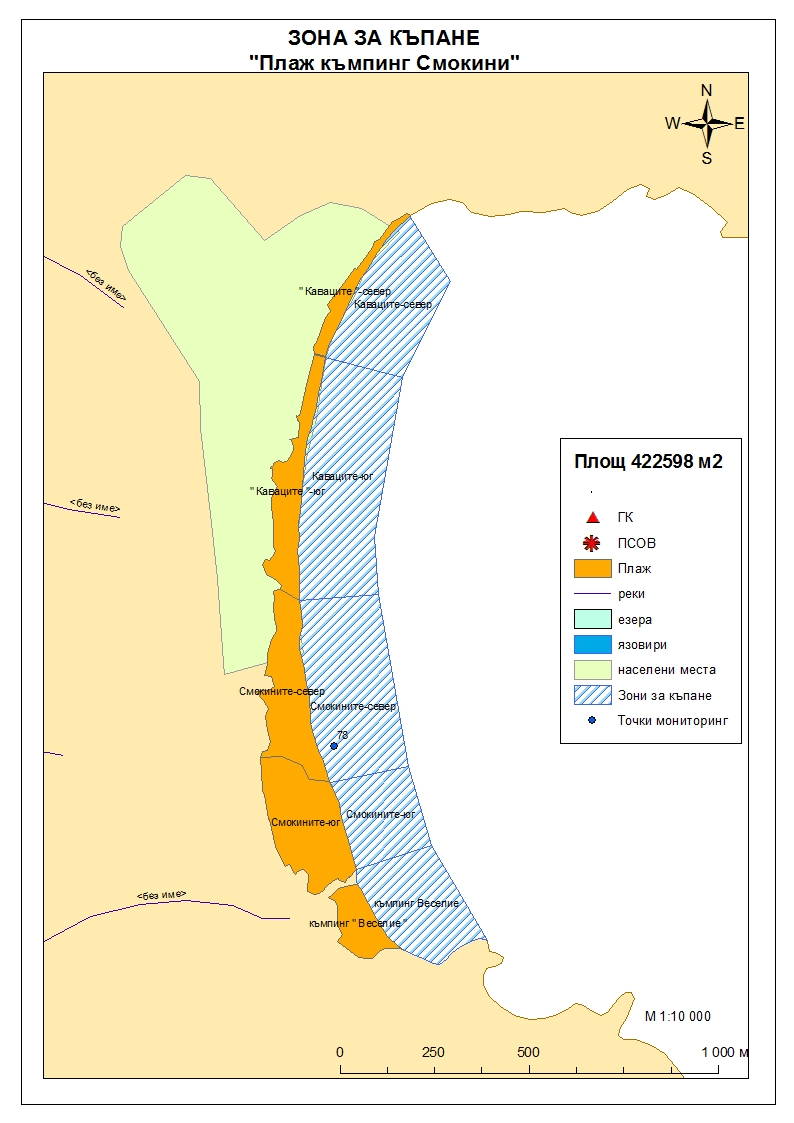 ЗОНА ЗА КЪПАНЕ
"Плаж къмпинг Смокини"
N
W E
S
<без име>
"Каваците "-север
Каваците-север
Каваците-юг
"Каваците "-юг
<без име>
Площ 422598 м2
ГК
ПСОВ
Плаж
реки
езера
язовири
населени места
Зони за къпане
Точки мониторинг
Смокините-север
Смокините-север
78
Смокините-юг
Смокините-юг
<без име>
къмпинг Веселие
къмпинг " Веселие "
М 1:10 000
0 250 500 1 000 м